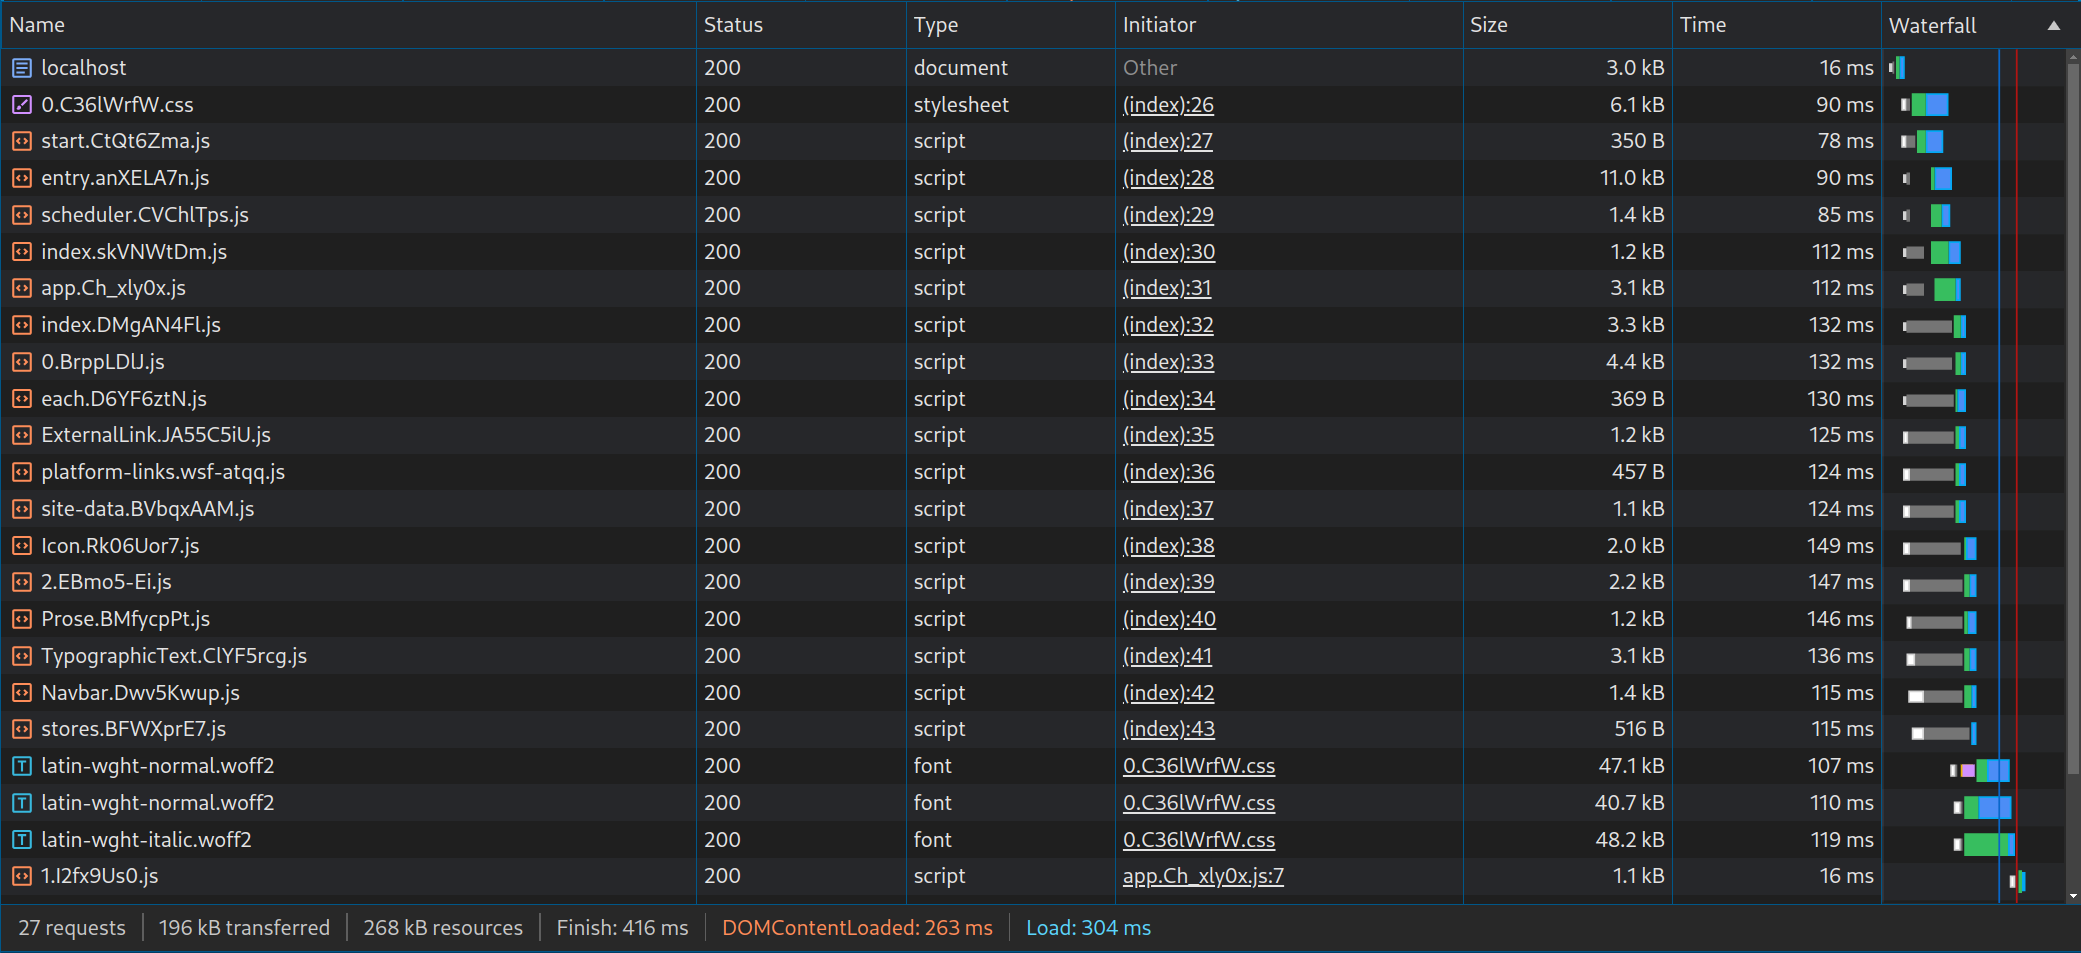 Name Status Type Initiator Size Time Waterfall
localhost 200 document Other 3.0 kB 16 ms
0.C36lWrfW.css 200 stylesheet (index):26 6.1 kB 90 ms
start.CtQt6Zma.js 200 script (index):27 350 B 78 ms
entry.anXELA7n.js 200 script (index):28 11.0 kB 90 ms
scheduler.CVChlTps.js 200 script (index):29 1.4 kB 85 ms
index.skVNWtDm.js 200 script (index):30 1.2 kB 112 ms
app.Ch_xly0x.js 200 script (index):31 3.1 kB 112 ms
index.DMgAN4Fl.js 200 script (index):32 3.3 kB 132 ms
0.BrppLDlJ.js 200 script (index):33 4.4 kB 132 ms
each.D6YF6ztN.js 200 script (index):34 369 B 130 ms
ExternalLink.JA55C5iU.js 200 script (index):35 1.2 kB 125 ms
platform-links.wsf-atqq.js 200 script (index):36 457 B 124 ms
site-data.BVbqxAAM.js 200 script (index):37 1.1 kB 124 ms
Icon.Rk06Uor7.js 200 script (index):38 2.0 kB 149 ms
2.EBmo5-Ei.js 200 script (index):39 2.2 kB 147 ms
Prose.BMfycpPt.js 200 script (index):40 1.2 kB 146 ms
TypographicText.ClYF5rcg.js 200 script (index):41 3.1 kB 136 ms
Navbar.Dwv5Kwup.js 200 script (index):42 1.4 kB 115 ms
stores.BFWXprE7.js 200 script (index):43 516 B 115 ms
latin-wght-normal.woff2 200 font 0.C36lWrfW.css 47.1 kB 107 ms
latin-wght-normal.woff2 200 font 0.C36lWrfW.css 40.7 kB 110 ms
latin-wght-italic.woff2 200 font 0.C36lWrfW.css 48.2 kB 119 ms
1.I2fx9Us0.js 200 script app.Ch_xly0x.js:7 1.1 kB 16 ms
27 requests 196 kB transferred 268 kB resources Finish: 416 ms DOMContentLoaded: 263 ms Load: 304 ms